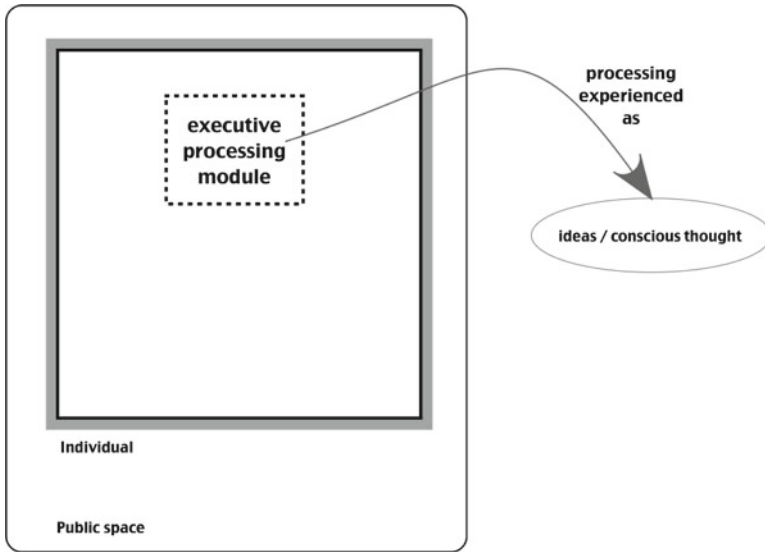 executive
processing
module
processing
experienced
as
ideas / conscious thought
Individual
Public space